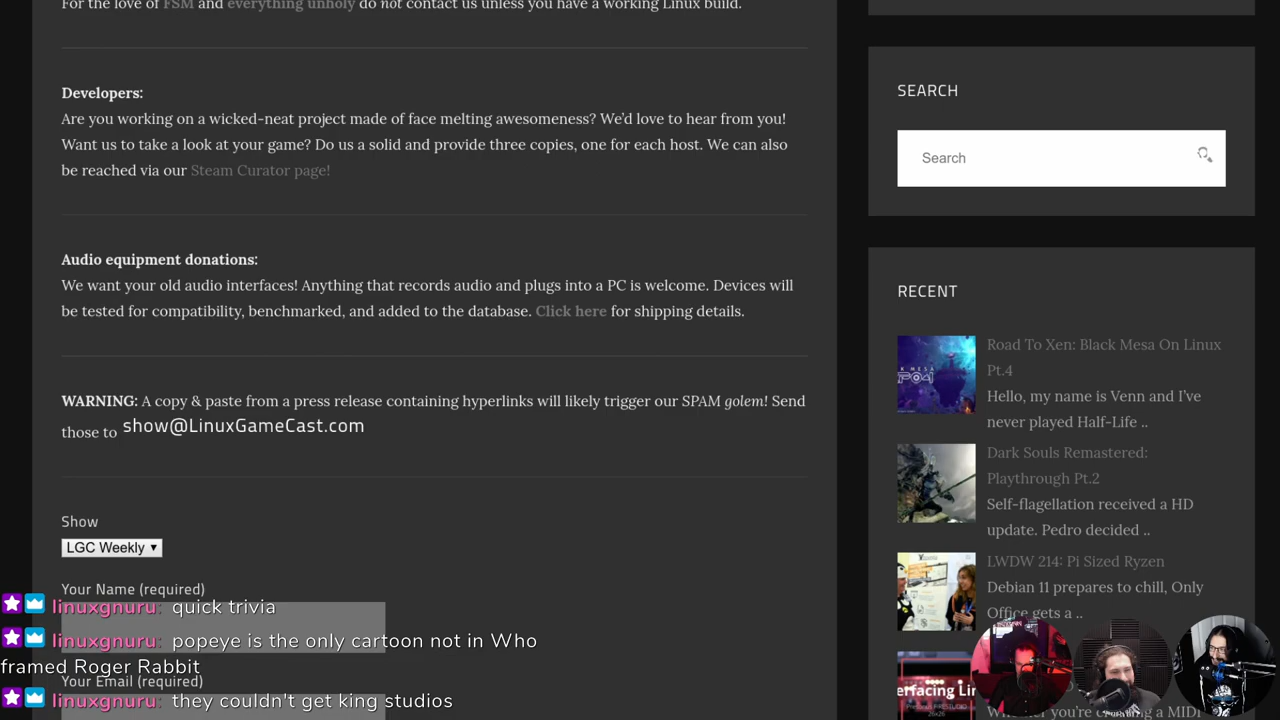 For the love of FSM and everything unholy do not contact us unless you have a working Linux build.
Developers:
Are you working on a wicked-neat project made of face melting awesomeness? We'd love to hear from you!
Want us to take a look at your game? Do us a solid and provide three copies, one for each host. We can also
be reached via our Steam Curator page!
Audio equipment donations:
We want your old audio interfaces! Anything that records audio and plugs into a PC is welcome. Devices will
be tested for compatibility, benchmarked, and added to the database. Click here for shipping details.
WARNING: A copy & paste from a press release containing hyperlinks will likely trigger our SPAM golem! Send
those to show@LinuxGameCast.com
Show
LGC Weekly
Your Name (required)
linuxgnuru: quick trivia
linuxgnuru: popeye is the only cartoon not in Who
framed Roger Rabbit
Your Email (required)
linuxgnuru: they couldn't get king studios
SEARCH
Search
RECENT
Road To Xen: Black Mesa On Linux
Pt.4
Hello, my name is Venn and I've
never played Half-Life ..
Dark Souls Remastered:
Playthrough Pt.2
Self-flagellation received a HD
update. Pedro decided ..
LWDW 214: Pi Sized Ryzen
Debian 11 prepares to chill, Only
Office gets a ..